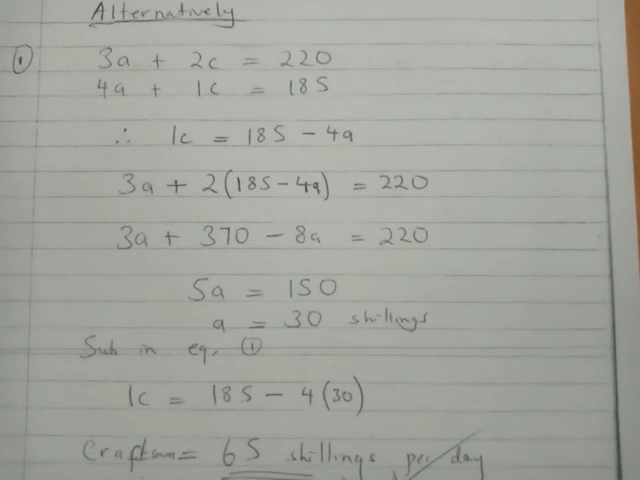 Alternatively
① 3a + 2c = 220
4a + 1c = 185
∴ 1c = 185 - 4a
3a + 2(185-4a) = 220
3a + 370 - 8a = 220
5a = 150
a = 30 shillings
Sub in eq. ①
1c = 185 - 4(30)
Craftsmn = 65 shillings per day